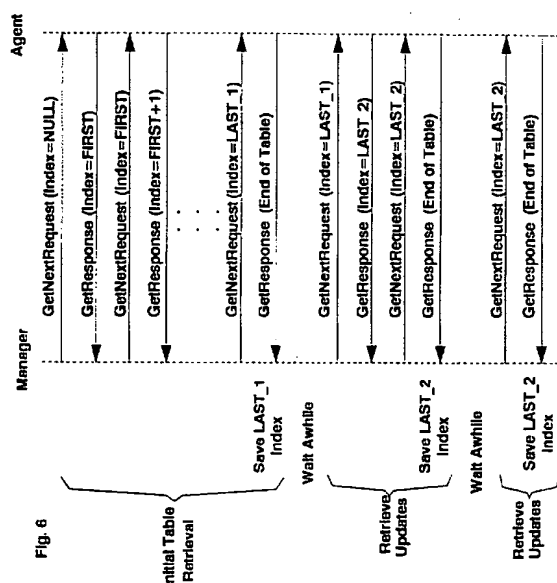 Fig. 6
Manager
Agent
Initial Table
Retrieval
GetNextRequest (Index=NULL)
GetResponse (Index=FIRST)
GetNextRequest (Index=FIRST)
GetResponse (Index=FIRST+1)
. . .
. . .
GetNextRequest (Index=LAST_1)
Save LAST_1
Index
GetResponse (End of Table)
Wait Awhile
Retrieve
Updates
GetNextRequest (Index=LAST_1)
GetResponse (Index=LAST_2)
GetNextRequest (Index=LAST_2)
Save LAST_2
Index
GetResponse (End of Table)
Wait Awhile
Retrieve
Updates
GetNextRequest (Index=LAST_2)
Save LAST_2
Index
GetResponse (End of Table)